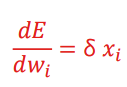 dE/dw_i = δ x_i